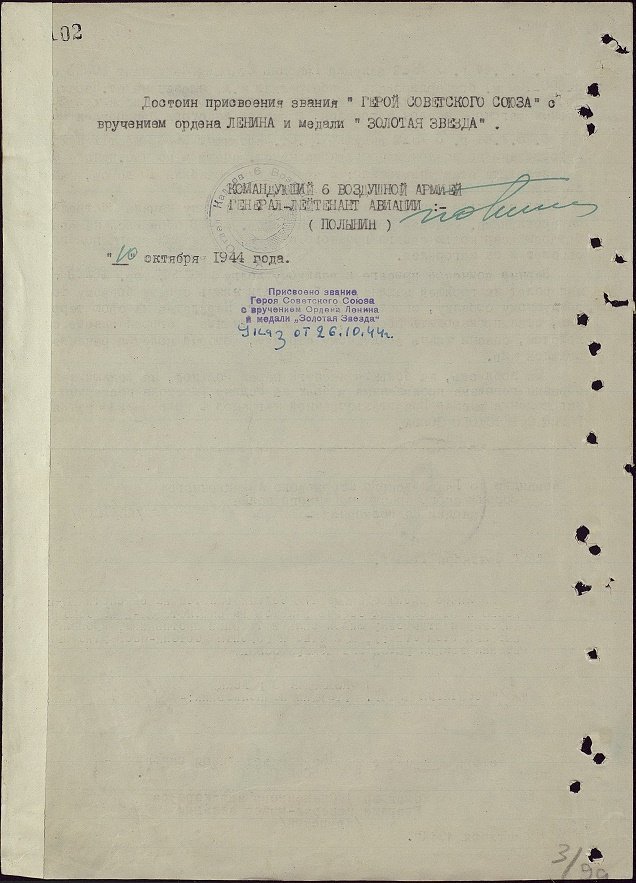 102
Достоин присвоения звания " ГЕРОЙ СОВЕТСКОГО СОЮЗА" с
вручением ордена ЛЕНИНА и медали " ЗОЛОТАЯ ЗВЕЗДА" .
КОМАНДУЮЩИЙ 6 ВОЗДУШНОЙ АРМИЕЙ
ГЕНЕРАЛ-ЛЕЙТЕНАНТ АВИАЦИИ :-
( ПОЛЫНИН )
"10 октября 1944 года.
Присвоено звание
Героя Советского Союза
с вручением Ордена Ленина
и медали „Золотая Звезда"
Указ от 26.10.44г.
3/99